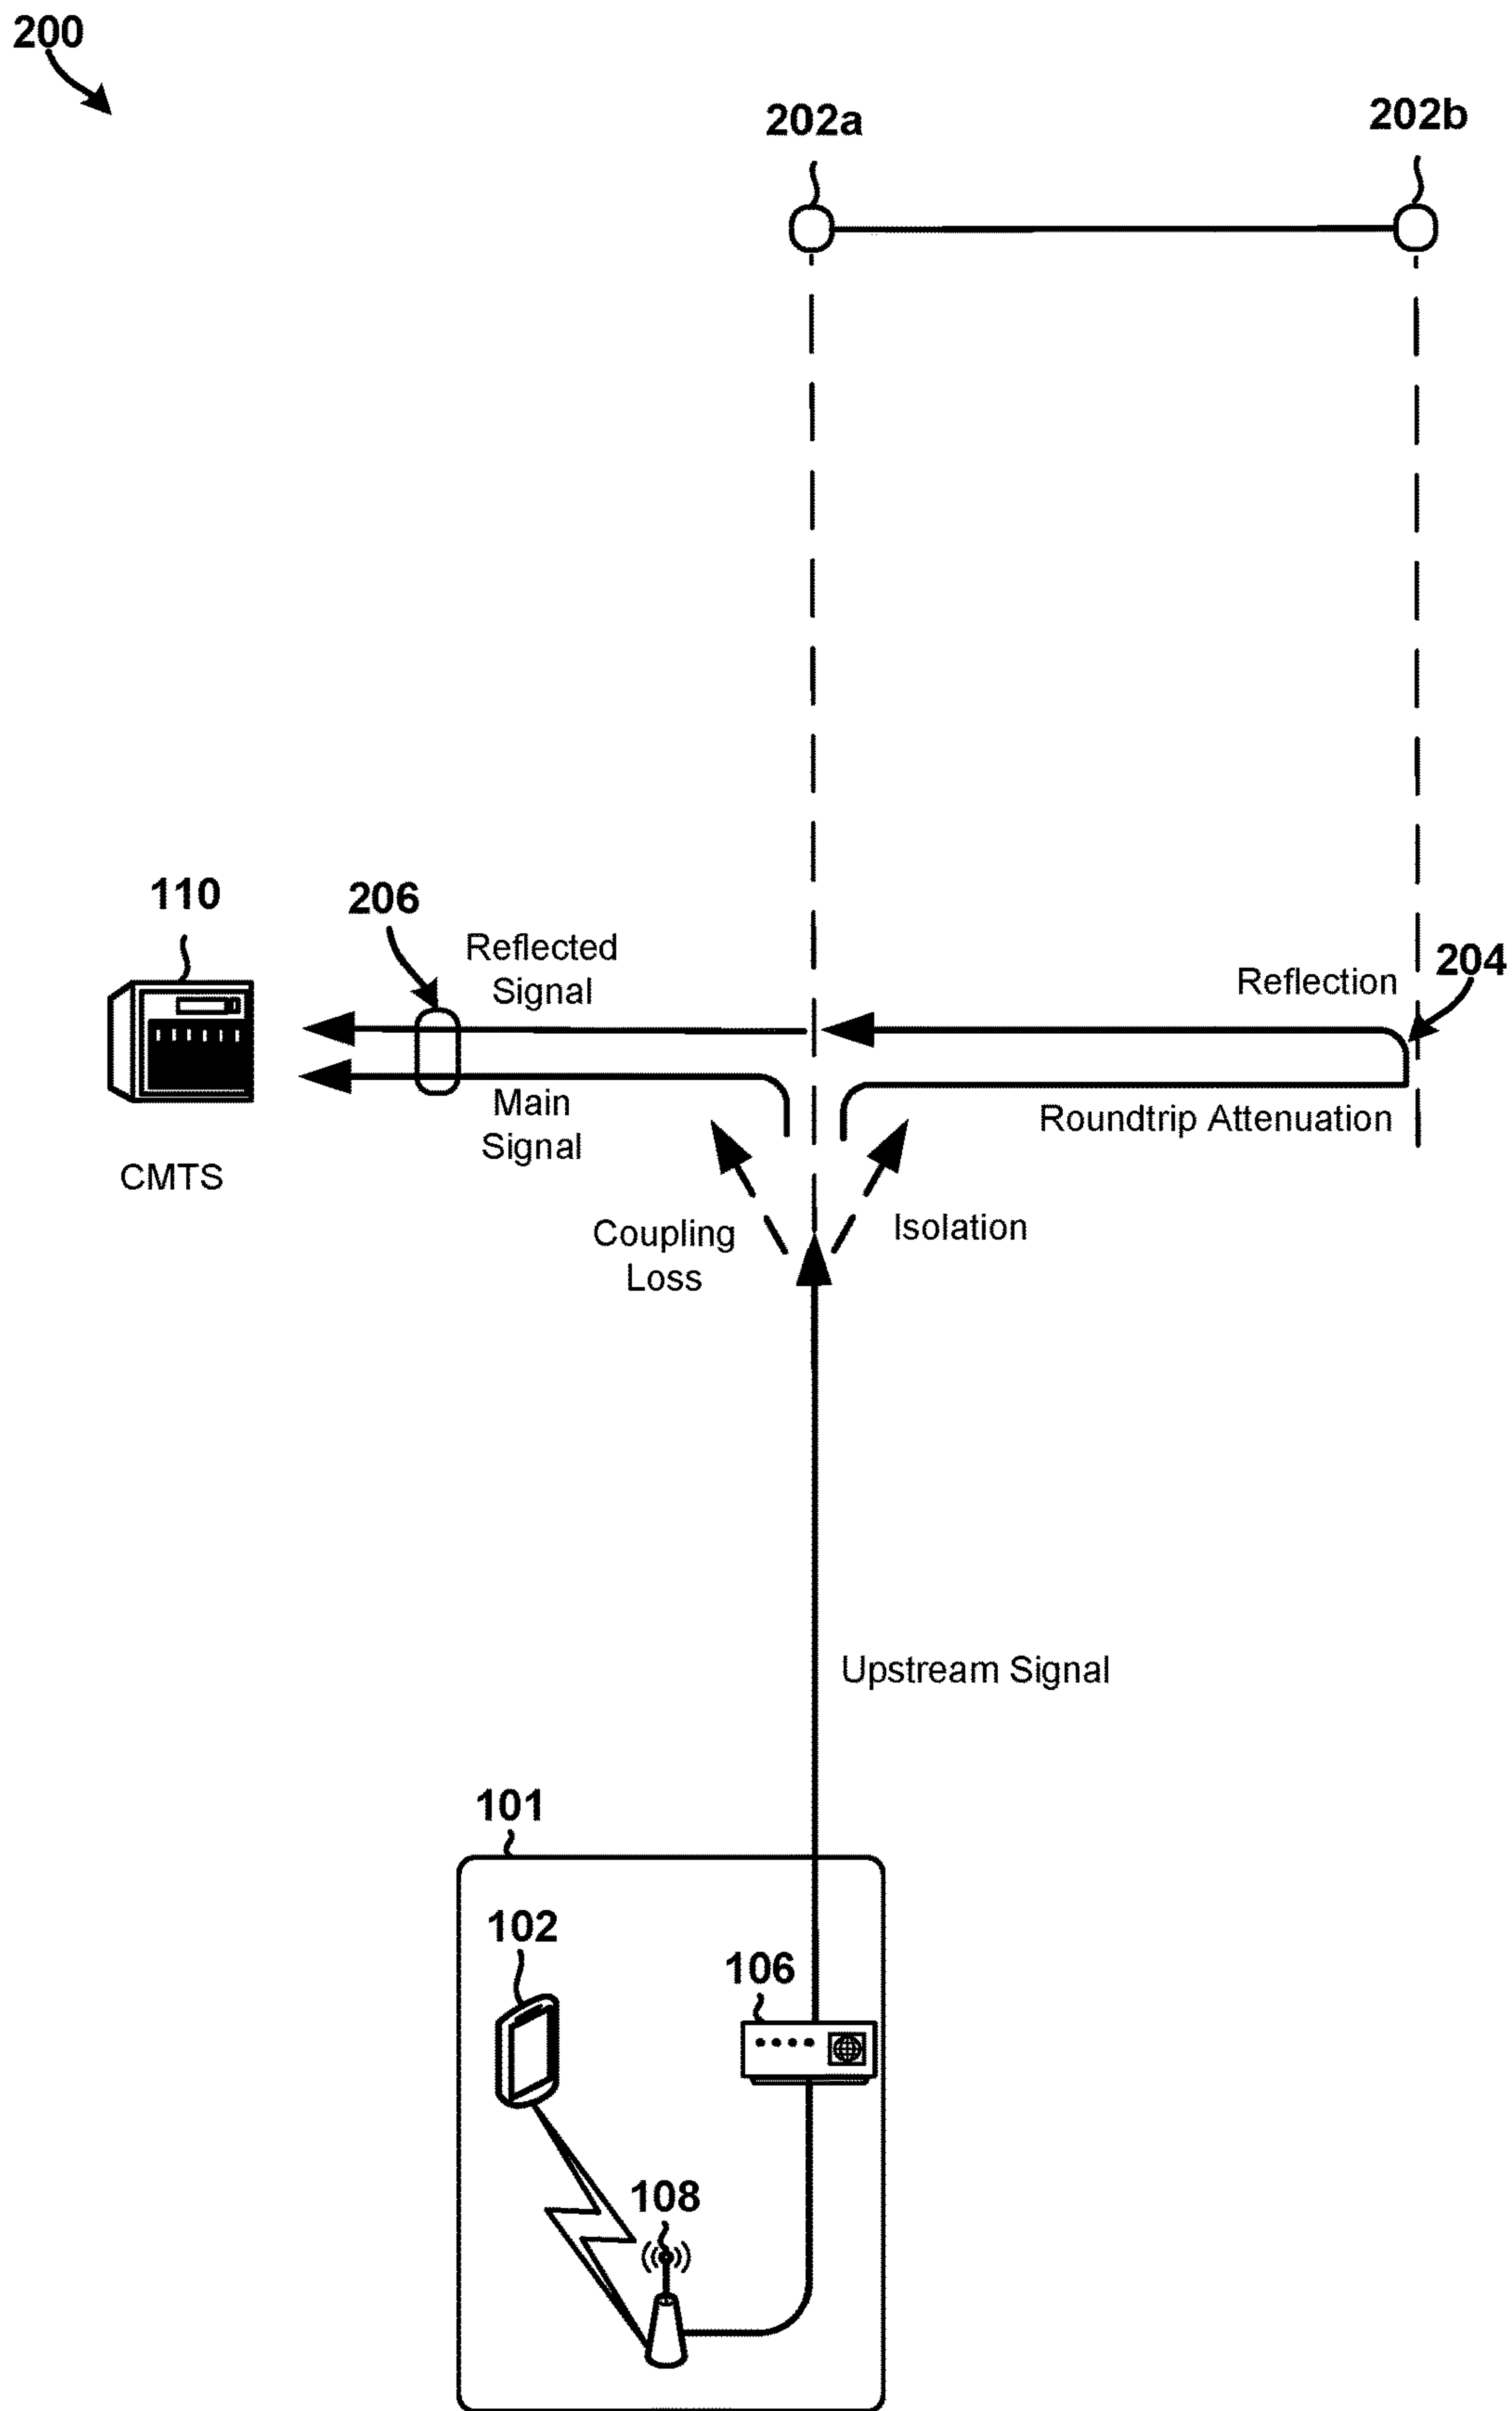 200
202a
202b
110
206
Reflected
Signal
Reflection
204
Main
Signal
Roundtrip Attenuation
CMTS
Coupling
Loss
Isolation
Upstream Signal
101
102
106
108